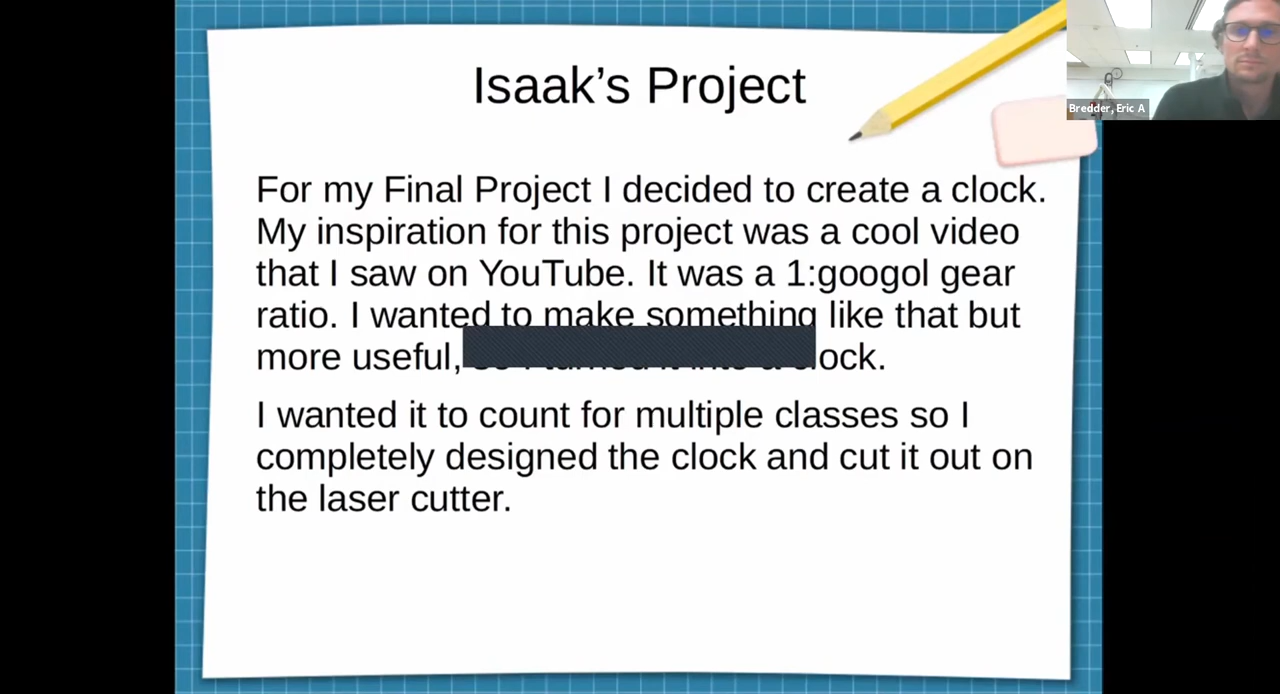 Isaak's Project
For my Final Project I decided to create a clock.
My inspiration for this project was a cool video
that I saw on YouTube. It was a 1:googol gear
ratio. I wanted to make something like that but
more useful, clock.
I wanted it to count for multiple classes so I
completely designed the clock and cut it out on
the laser cutter.
Bredder, Eric A